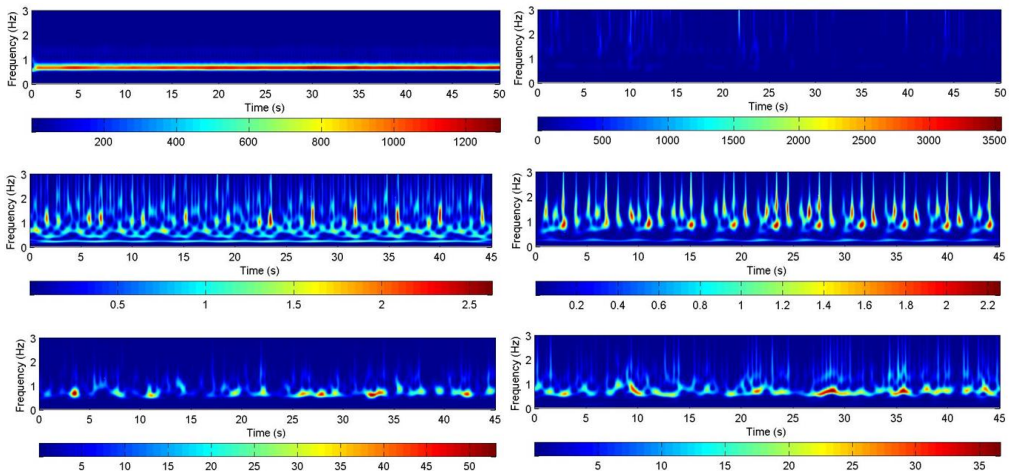 3
2
1
0
Frequency (Hz)
0 5 10 15 20 25 30 35 40 45 50
Time (s)
200 400 600 800 1000 1200
3
2
1
0
Frequency (Hz)
0 5 10 15 20 25 30 35 40 45 50
Time (s)
0 500 1000 1500 2000 2500 3000 3500
3
2
1
0
Frequency (Hz)
0 5 10 15 20 25 30 35 40 45
Time (s)
0.5 1 1.5 2 2.5
3
2
1
0
Frequency (Hz)
0 5 10 15 20 25 30 35 40 45
Time (s)
0.2 0.4 0.6 0.8 1 1.2 1.4 1.6 1.8 2 2.2
3
2
1
0
Frequency (Hz)
0 5 10 15 20 25 30 35 40 45
Time (s)
5 10 15 20 25 30 35 40 45 50
3
2
1
0
Frequency (Hz)
0 5 10 15 20 25 30 35 40 45
Time (s)
5 10 15 20 25 30 35